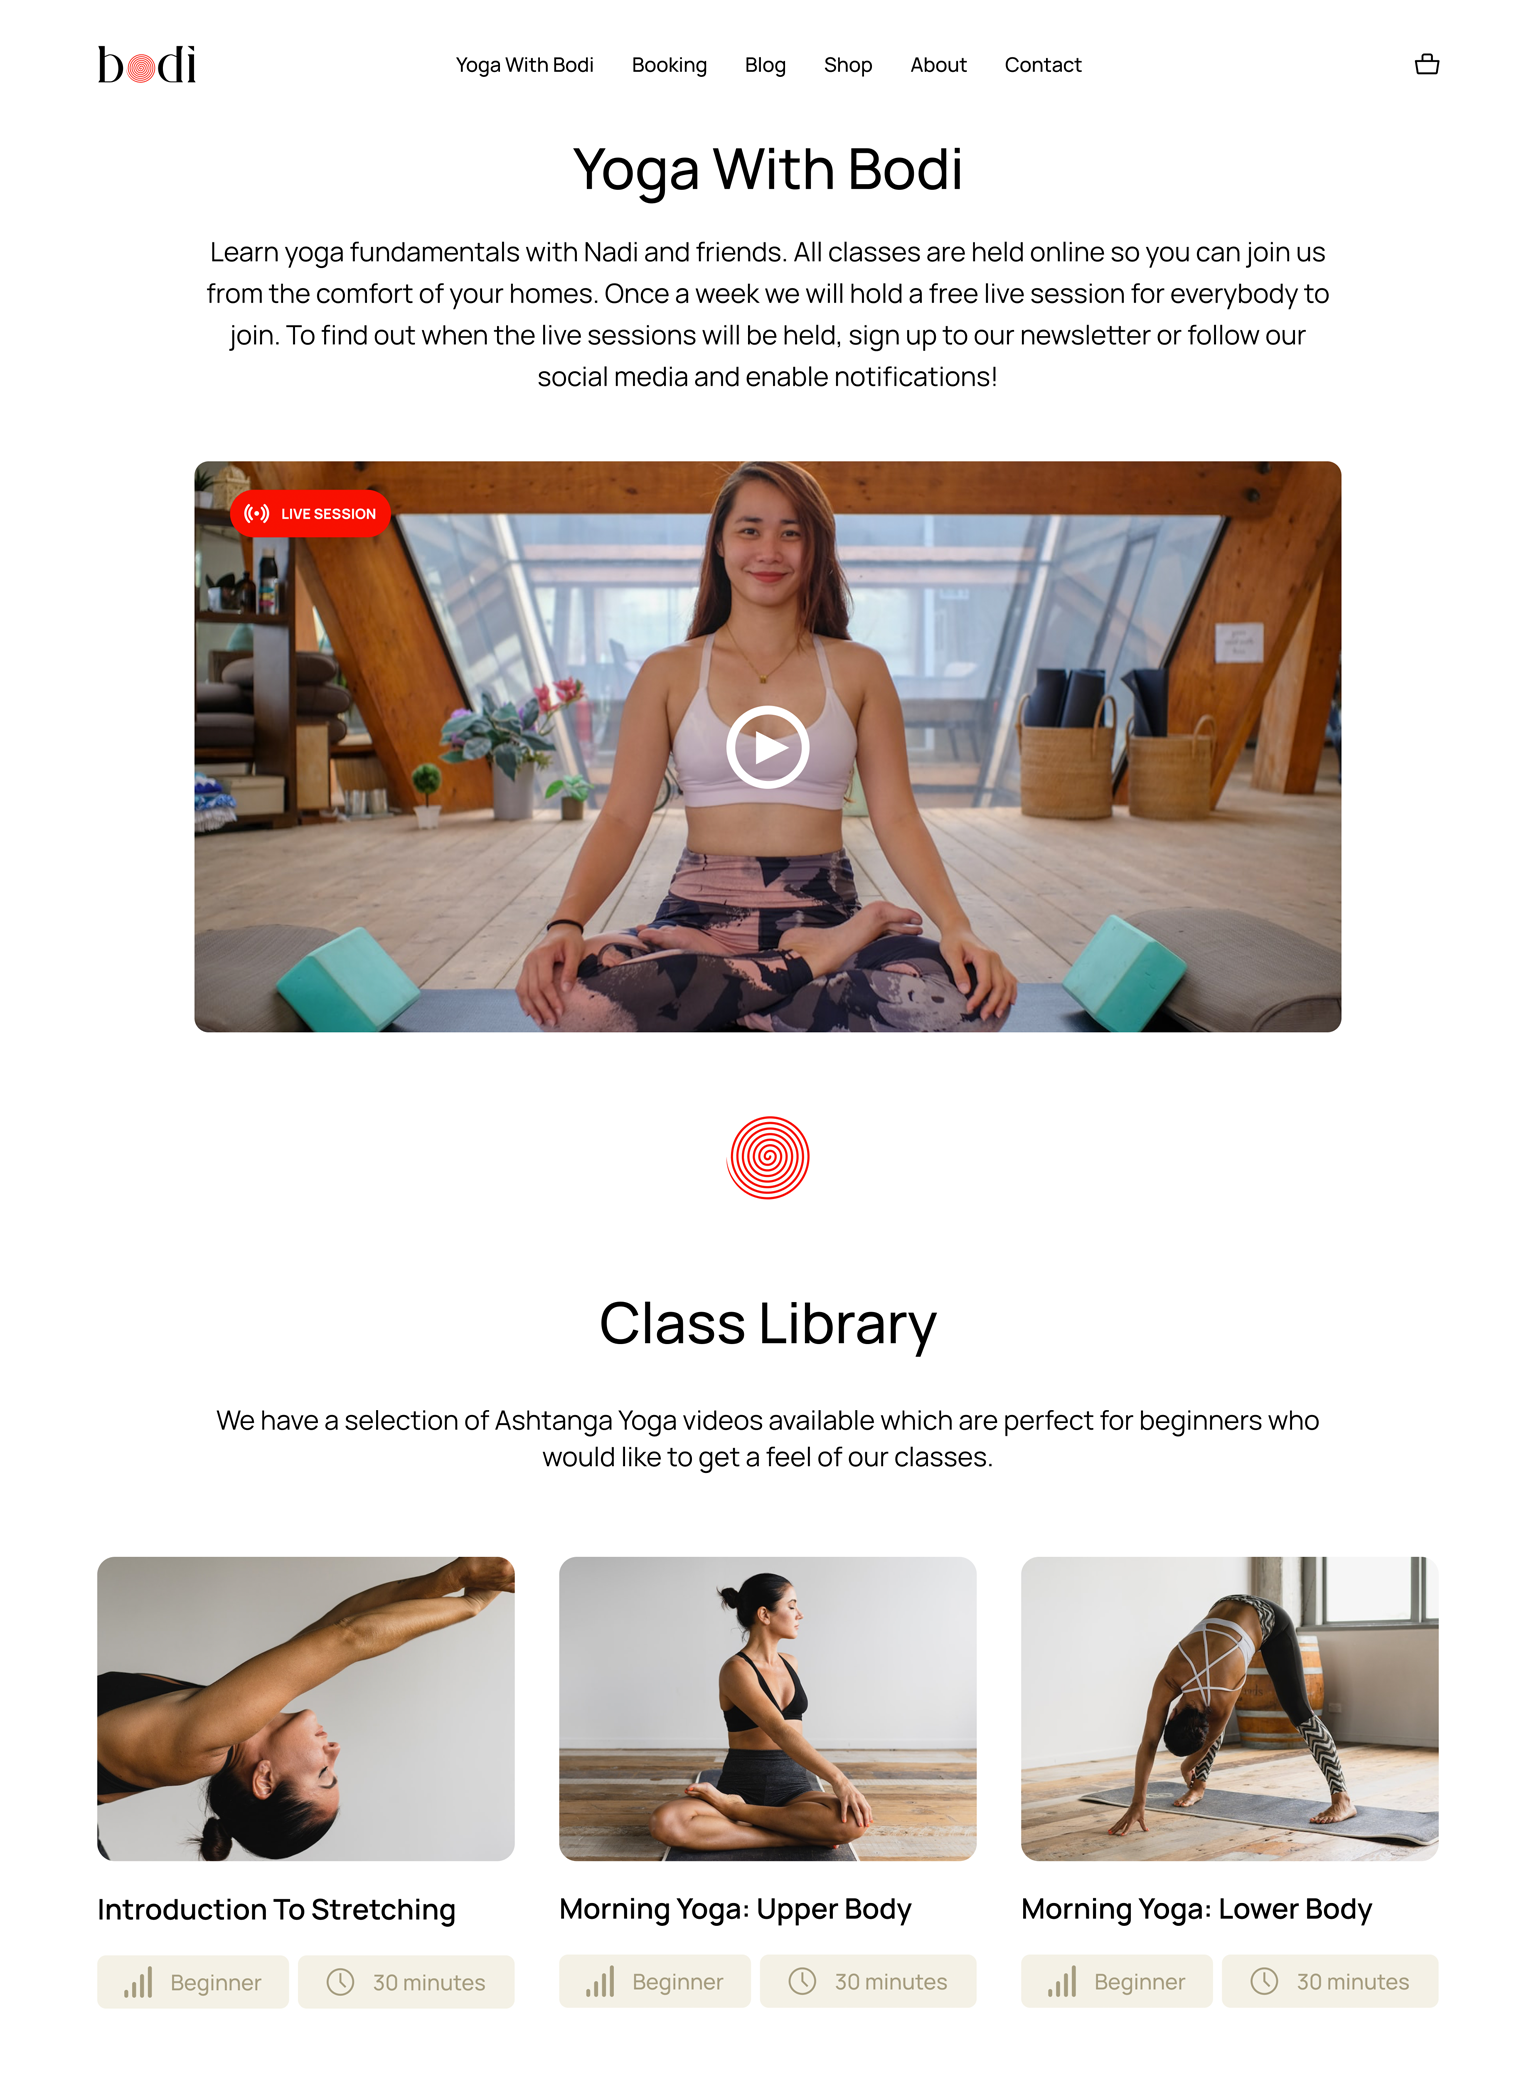 bodi
Yoga With Bodi
Booking
Blog
Shop
About
Contact
Yoga With Bodi
Learn yoga fundamentals with Nadi and friends. All classes are held online so you can join us
from the comfort of your homes. Once a week we will hold a free live session for everybody to
join. To find out when the live sessions will be held, sign up to our newsletter or follow our
social media and enable notifications!
LIVE SESSION
Class Library
We have a selection of Ashtanga Yoga videos available which are perfect for beginners who
would like to get a feel of our classes.
Introduction To Stretching
Beginner
30 minutes
Morning Yoga: Upper Body
Beginner
30 minutes
Morning Yoga: Lower Body
Beginner
30 minutes